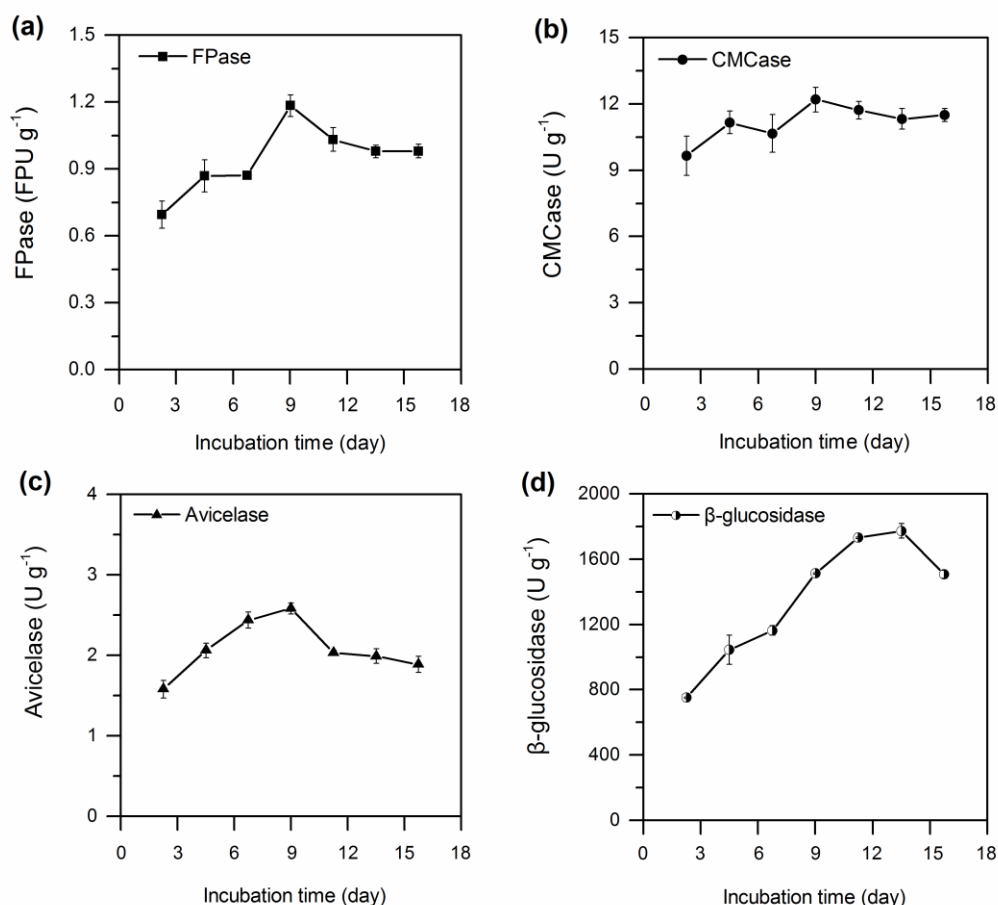 (a)
FPase
FPase (FPU g⁻¹)
1.5
1.2
0.9
0.6
0.3
0.0
0 3 6 9 12 15 18
Incubation time (day)
(b)
CMCase
CMCase (U g⁻¹)
15
12
9
6
3
0
0 3 6 9 12 15 18
Incubation time (day)
(c)
Avicelase
Avicelase (U g⁻¹)
4
3
2
1
0
0 3 6 9 12 15 18
Incubation time (day)
(d)
β-glucosidase
β-glucosidase (U g⁻¹)
2000
1600
1200
800
400
0
0 3 6 9 12 15 18
Incubation time (day)